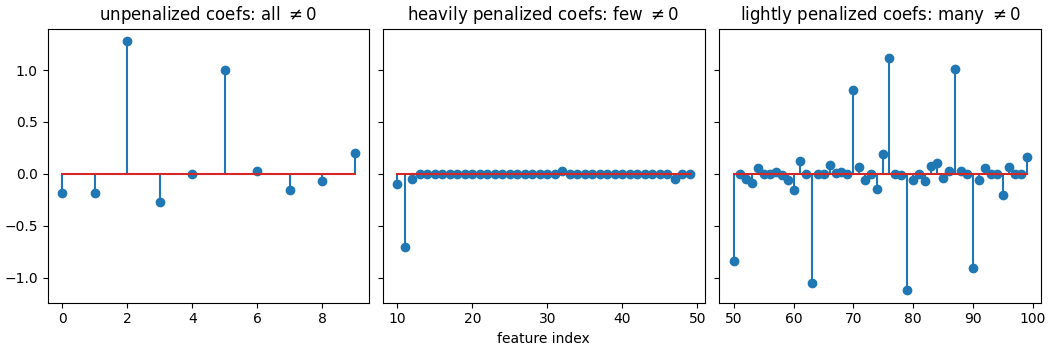 unpenalized coefs: all ≠0
heavily penalized coefs: few ≠0
lightly penalized coefs: many ≠0
1.0
0.5
0.0
−0.5
−1.0
0 2 4 6 8
10 20 30 40 50
50 60 70 80 90 100
feature index